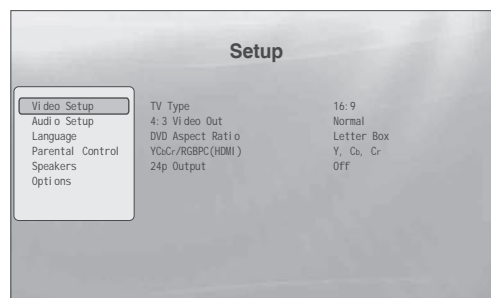 Setup
Video Setup
Audio Setup
Language
Parental Control
Speakers
Options
TV Type 16:9
4:3 Video Out Normal
DVD Aspect Ratio Letter Box
YCbCr/RGBPC(HDMI) Y, Cb, Cr
24p Output Off